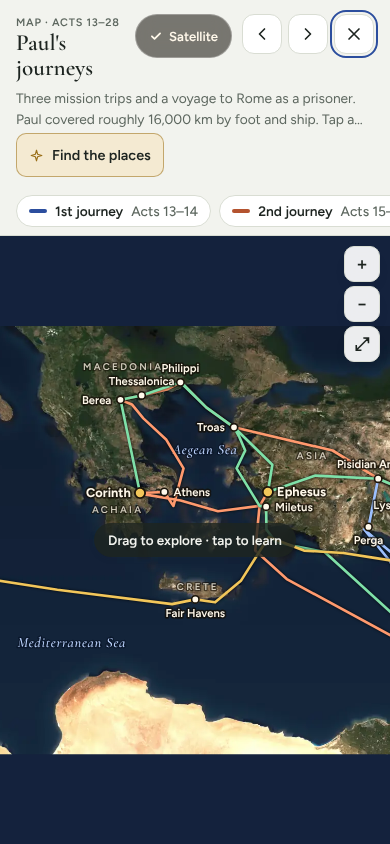 MAP · ACTS 13–28
Paul's
journeys
Satellite
Three mission trips and a voyage to Rome as a prisoner.
Paul covered roughly 16,000 km by foot and ship. Tap a…
Find the places
1st journey Acts 13–14
2nd journey Acts 15–
+
−
MACEDONIA
Philippi
Thessalonica
Berea
Troas
Aegean Sea
ASIA
Pisidian An
Corinth
Athens
Ephesus
Miletus
ACHAIA
Lys
Perga
Drag to explore · tap to learn
CRETE
Fair Havens
Mediterranean Sea